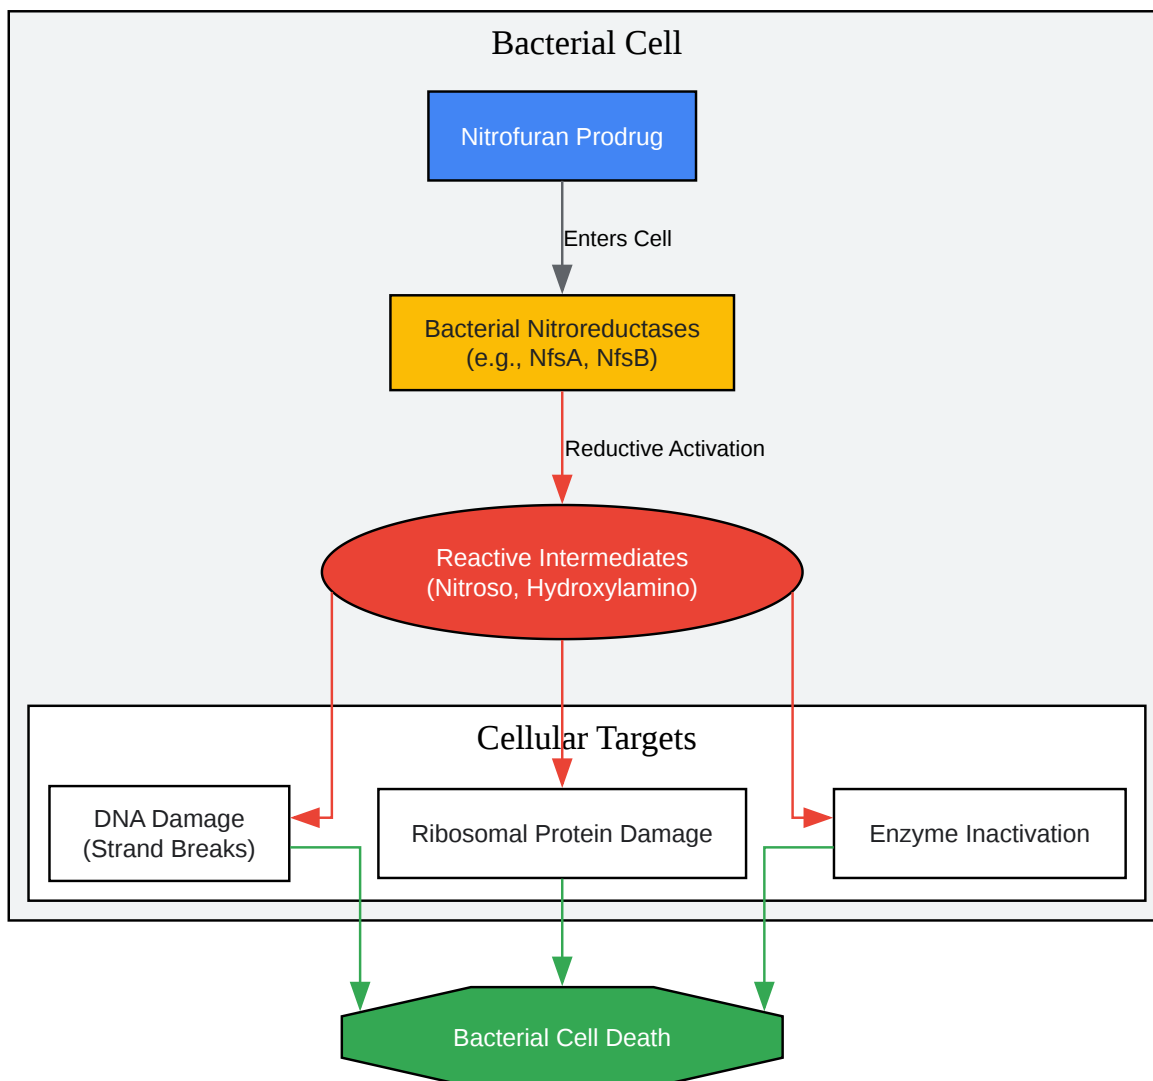 Bacterial Cell
Nitrofuran Prodrug
Enters Cell
Bacterial Nitroreductases
(e.g., NfsA, NfsB)
Reductive Activation
Reactive Intermediates
(Nitroso, Hydroxylamino)
Cellular Targets
DNA Damage
(Strand Breaks)
Ribosomal Protein Damage
Enzyme Inactivation
Bacterial Cell Death